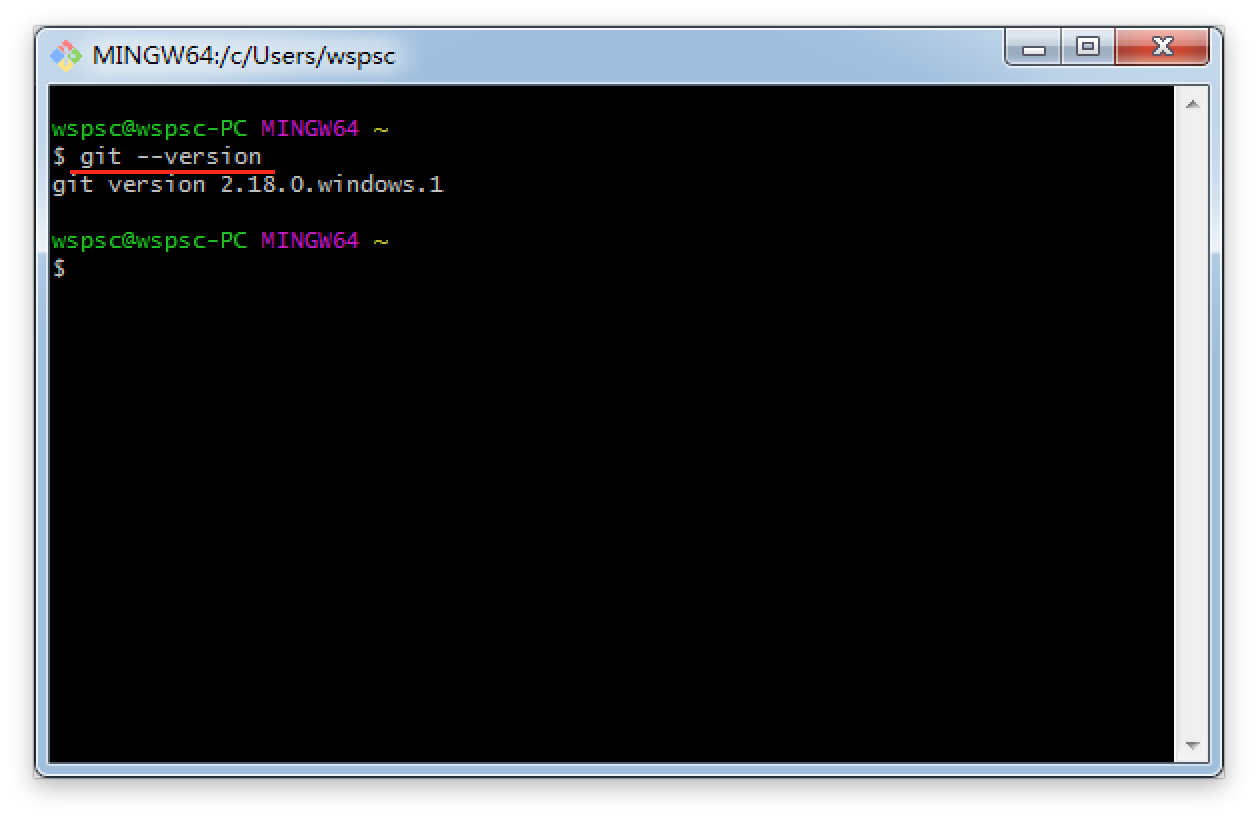 MINGW64:/c/Users/wspsc
wspsc@wspsc-PC MINGW64 ~
$ git --version
git version 2.18.0.windows.1
wspsc@wspsc-PC MINGW64 ~
$